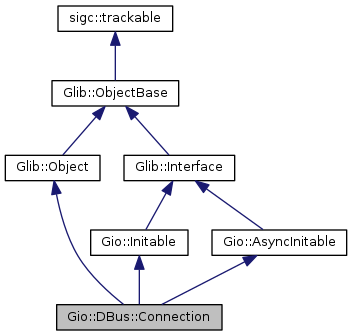 sigc::trackable
Glib::ObjectBase
Glib::Object
Glib::Interface
Gio::Initable
Gio::AsyncInitable
Gio::DBus::Connection